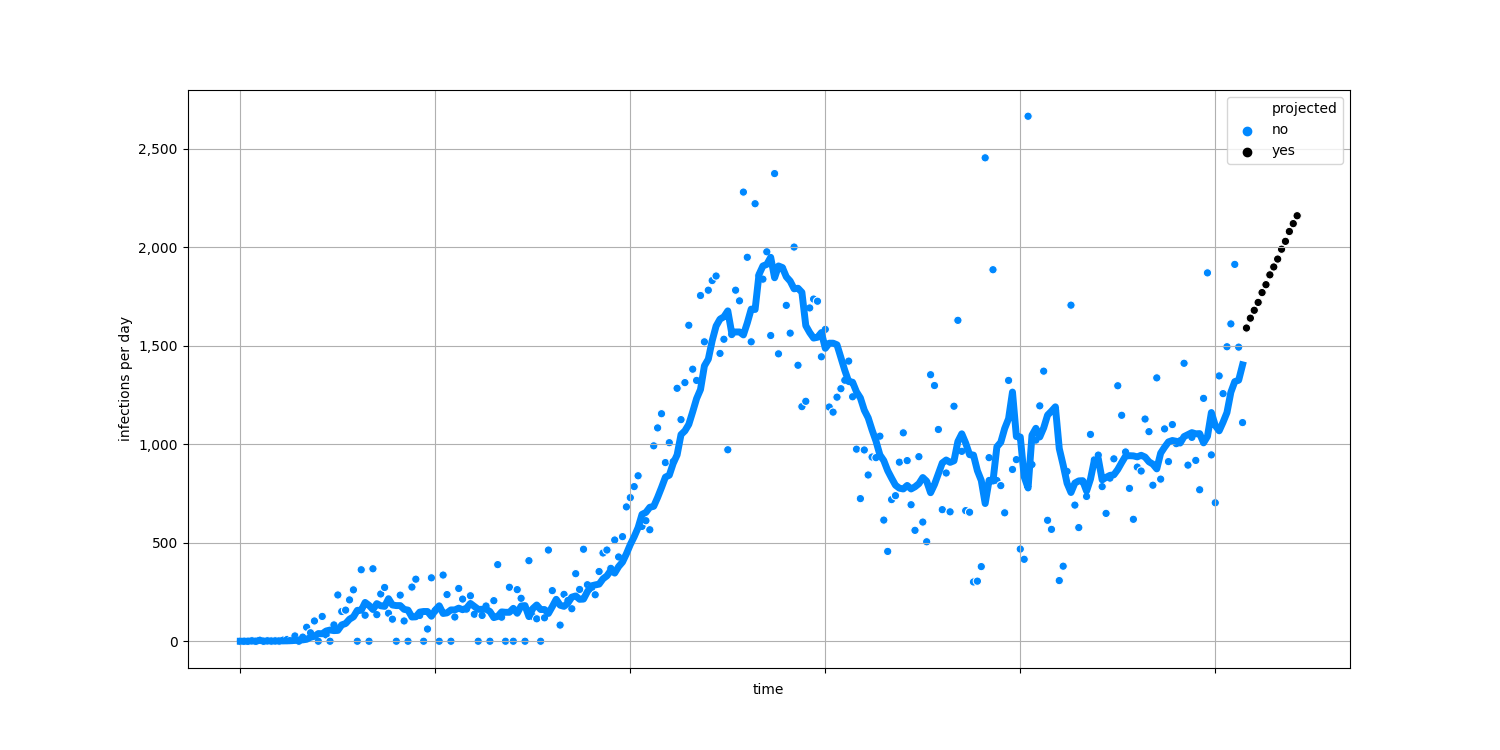 projected
no
yes
2,500
2,000
1,500
1,000
500
0
infections per day
time